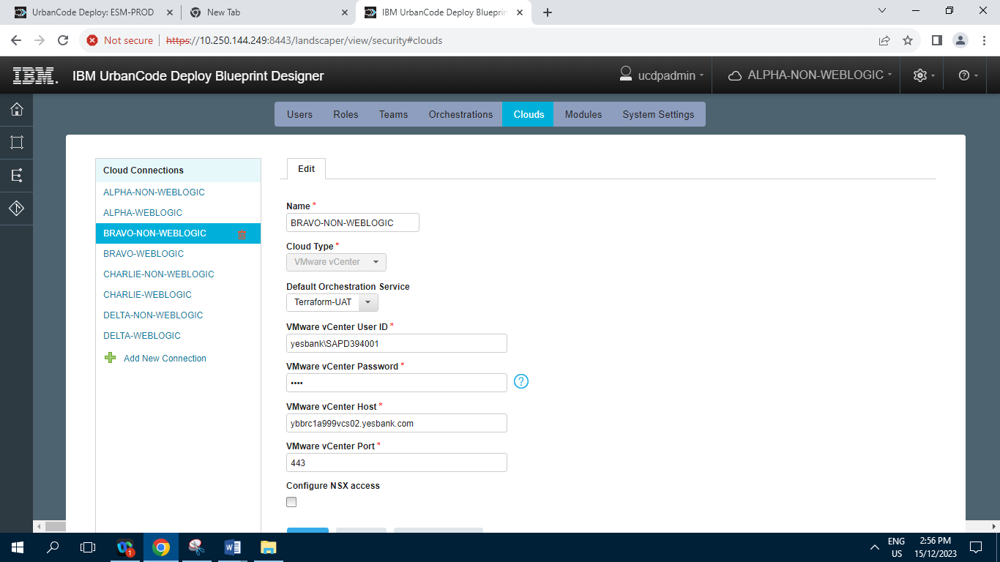 UrbanCode Deploy: ESM-PROD
New Tab
IBM UrbanCode Deploy Blueprin
Not secure https://10.250.144.249:8443/landscaper/view/security#clouds
IBM. IBM UrbanCode Deploy Blueprint Designer
ucdpadmin
ALPHA-NON-WEBLOGIC
Users Roles Teams Orchestrations Clouds Modules System Settings
Cloud Connections
ALPHA-NON-WEBLOGIC
ALPHA-WEBLOGIC
BRAVO-NON-WEBLOGIC
BRAVO-WEBLOGIC
CHARLIE-NON-WEBLOGIC
CHARLIE-WEBLOGIC
DELTA-NON-WEBLOGIC
DELTA-WEBLOGIC
Add New Connection
Edit
Name *
BRAVO-NON-WEBLOGIC
Cloud Type *
VMware vCenter
Default Orchestration Service
Terraform-UAT
VMware vCenter User ID *
yesbank\SAPD394001
VMware vCenter Password *
••••
VMware vCenter Host *
ybbrc1a999vcs02.yesbank.com
VMware vCenter Port *
443
Configure NSX access
1
ENG
US
2:56 PM
15/12/2023